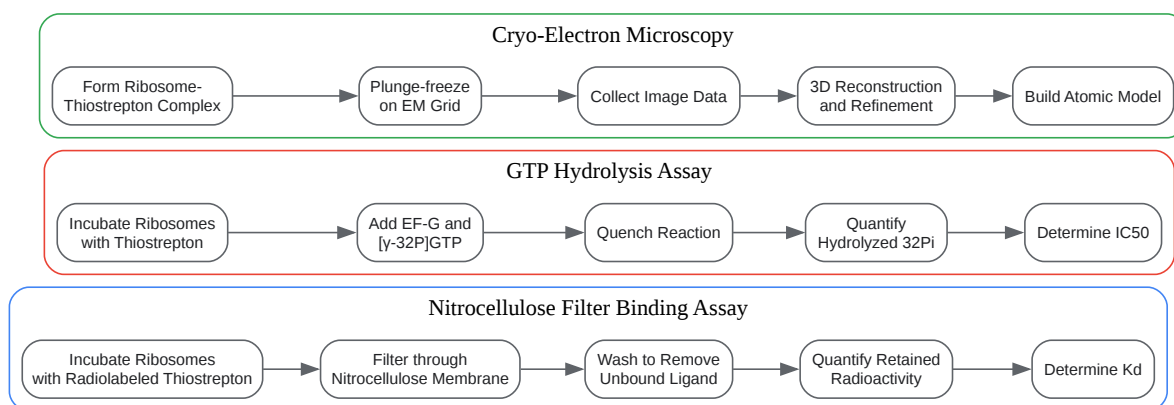 Cryo-Electron Microscopy
Form Ribosome-
Thiostrepton Complex
Plunge-freeze
on EM Grid
Collect Image Data
3D Reconstruction
and Refinement
Build Atomic Model
GTP Hydrolysis Assay
Incubate Ribosomes
with Thiostrepton
Add EF-G and
[γ-32P]GTP
Quench Reaction
Quantify
Hydrolyzed 32Pi
Determine IC50
Nitrocellulose Filter Binding Assay
Incubate Ribosomes
with Radiolabeled Thiostrepton
Filter through
Nitrocellulose Membrane
Wash to Remove
Unbound Ligand
Quantify Retained
Radioactivity
Determine Kd